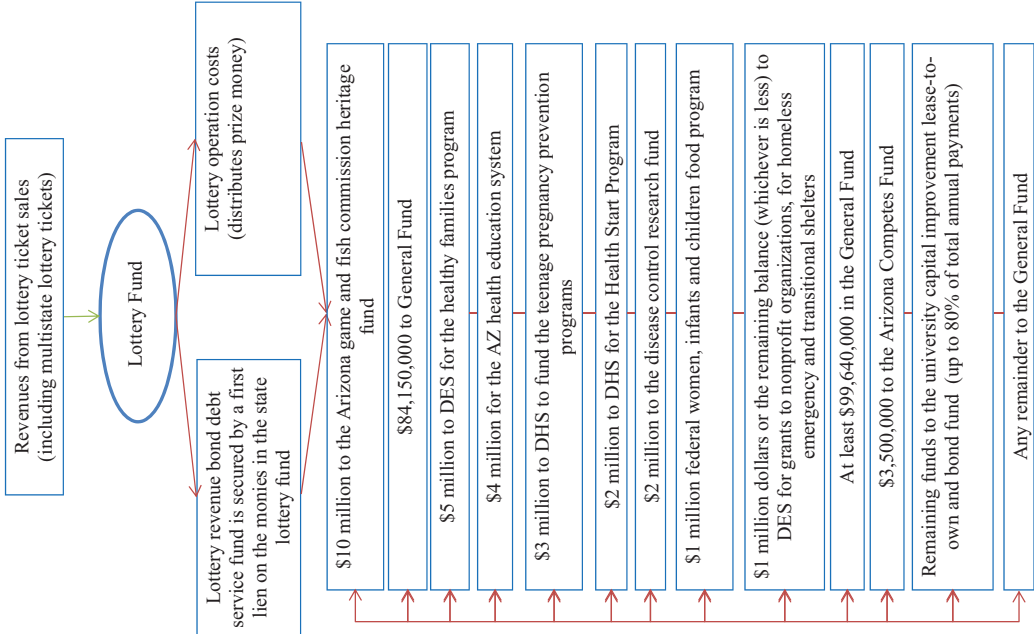 Revenues from lottery ticket sales
(including multistate lottery tickets)
Lottery Fund
Lottery revenue bond debt
service fund is secured by a first
lien on the monies in the state
lottery fund
Lottery operation costs
(distributes prize money)
$10 million to the Arizona game and fish commission heritage
fund
$84,150,000 to General Fund
$5 million to DES for the healthy families program
$4 million for the AZ health education system
$3 million to DHS to fund the teenage pregnancy prevention
programs
$2 million to DHS for the Health Start Program
$2 million to the disease control research fund
$1 million federal women, infants and children food program
$1 million dollars or the remaining balance (whichever is less) to
DES for grants to nonprofit organizations, for homeless
emergency and transitional shelters
At least $99,640,000 in the General Fund
$3,500,000 to the Arizona Competes Fund
Remaining funds to the university capital improvement lease-to-
own and bond fund (up to 80% of total annual payments)
Any remainder to the General Fund